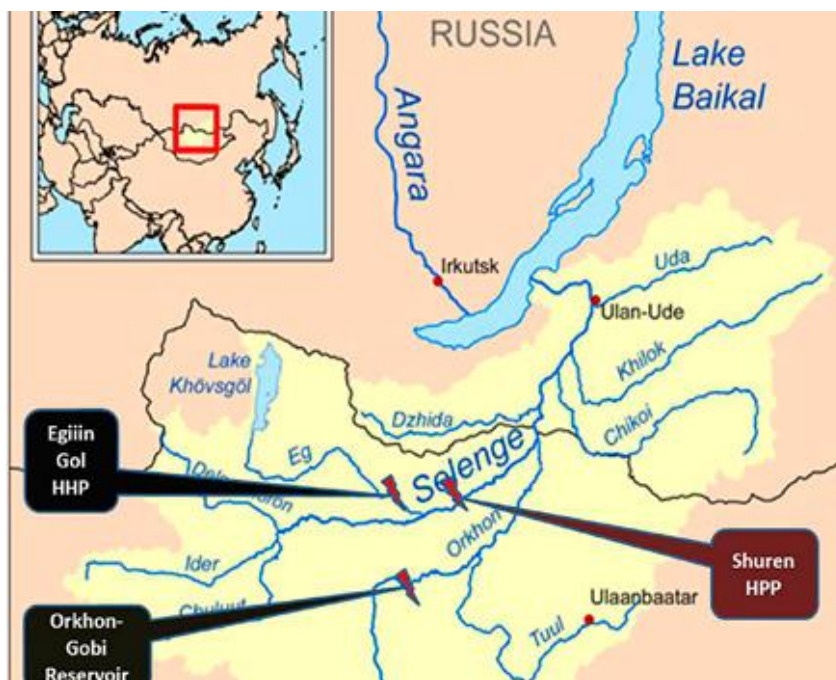 RUSSIA
Lake
Baikal
Angara
Irkutsk
Uda
Ulan-Ude
Khilok
Lake
Khövsgöl
Dzhida
Chikoi
Egiiin
Gol
HHP
Eg
Selenge
Orkhon
Ider
Shuren
HPP
Chuluut
Ulaanbaatar
Tuul
Orkhon-
Gobi
Reservoir